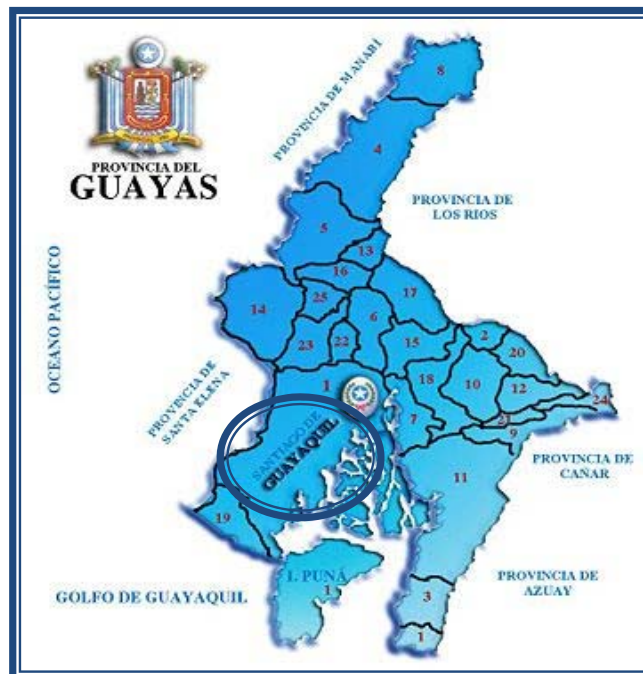 PROVINCIA DEL
GUAYAS
PROVINCIA DE MANABÍ
8
4
PROVINCIA DE
LOS RIOS
5
13
16
OCEANO PACÍFICO
14
25
17
6
23
22
15
2
20
PROVINCIA DE
SANTA ELENA
1
18
10
12
24
7
21
9
SANTIAGO DE
GUAYAQUIL
PROVINCIA DE
CAÑAR
11
19
I. PUNÁ
1
GOLFO DE GUAYAQUIL
PROVINCIA DE
AZUAY
3
1